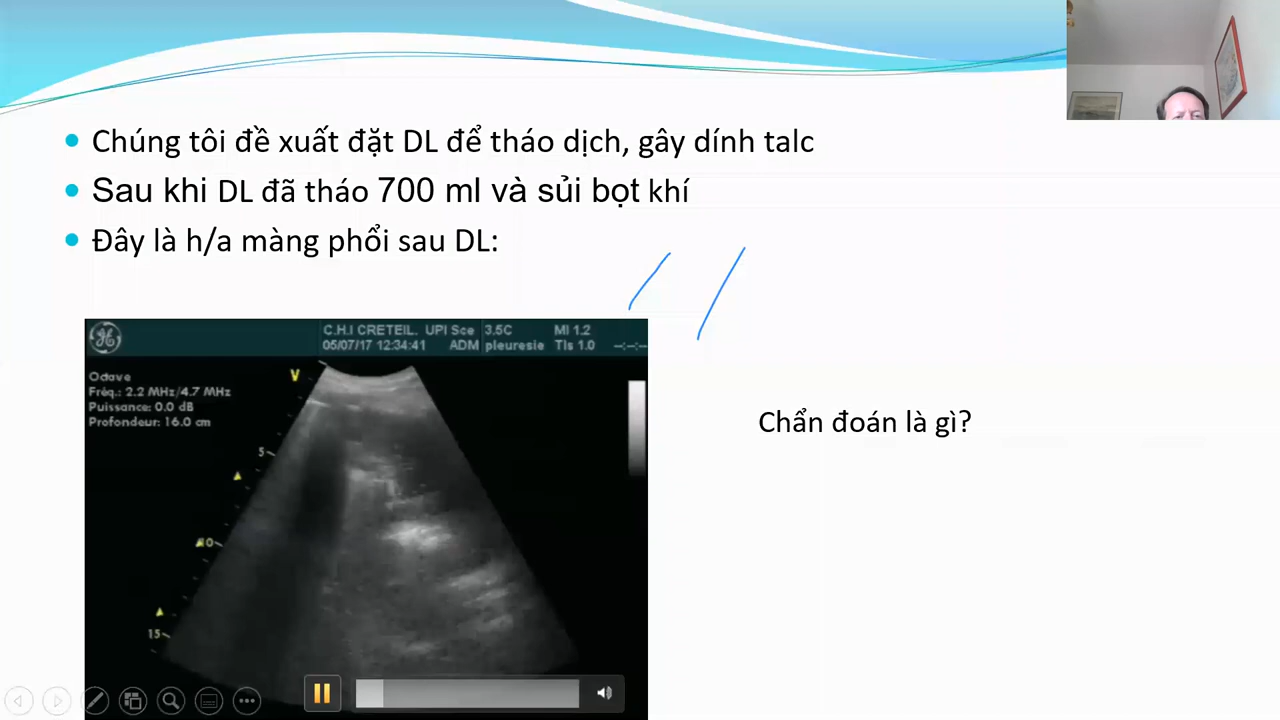 Chúng tôi đề xuất đặt DL để tháo dịch, gây dính talc
Sau khi DL đã tháo 700 ml và sủi bọt khí
Đây là h/a màng phổi sau DL:
C.H.I CRETEIL. UPI Sce 3.5C MI 1.2
05/07/17 12:34:41 ADM pleuresie TIs 1.0 --:--:--
V
Octave
Fréq.: 2.2 MHz/4.7 MHz
Puissance: 0.0 dB
Profondeur: 16.0 cm
5
Chẩn đoán là gì?
10
15